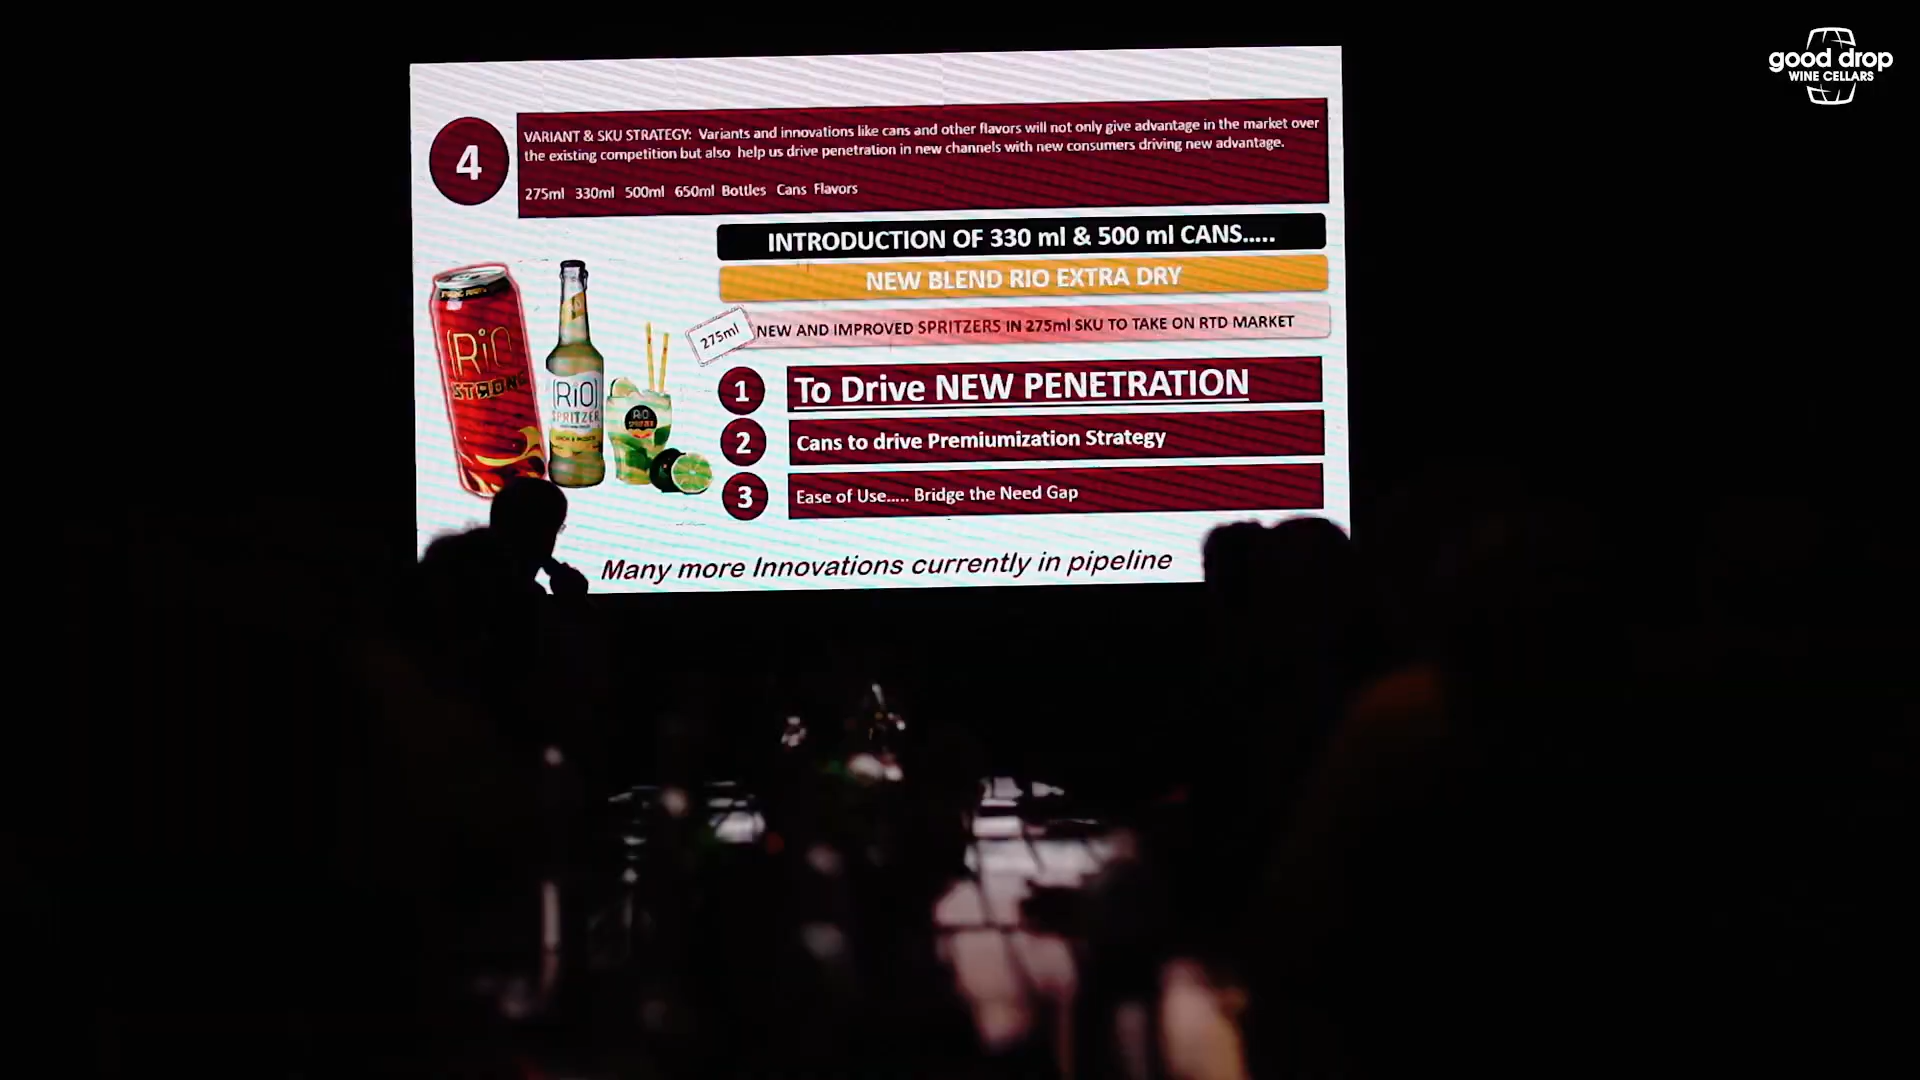 good drop
WINE CELLARS
4
VARIANT & SKU STRATEGY: Variants and innovations like cans and other flavors will not only give advantage in the market over
the existing competition but also help us drive penetration in new channels with new consumers driving new advantage.
275ml 330ml 500ml 650ml Bottles Cans Flavors
INTRODUCTION OF 330 ml & 500 ml CANS.....
NEW BLEND RIO EXTRA DRY
275ml
NEW AND IMPROVED SPRITZERS IN 275ml SKU TO TAKE ON RTD MARKET
RiO
STRONG
RiO
SPRITZER
RiO
SPRITZER
1 To Drive NEW PENETRATION
2 Cans to drive Premiumization Strategy
3 Ease of Use..... Bridge the Need Gap
Many more Innovations currently in pipeline